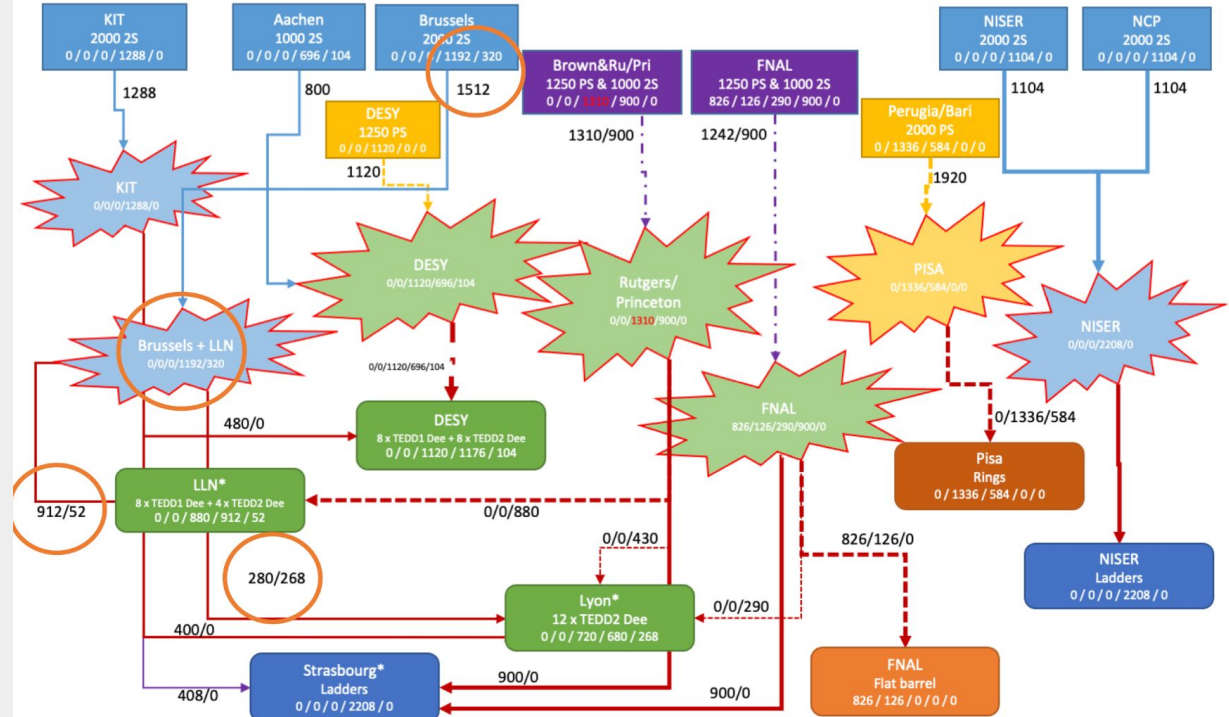 KIT
2000 2S
0 / 0 / 0 / 1288 / 0
Aachen
1000 2S
0 / 0 / 0 / 696 / 104
Brussels
2000 2S
0 / 0 / 0 / 1192 / 320
Brown&Ru/Pri
1250 PS & 1000 2S
0 / 0 / 1310 / 900 / 0
FNAL
1250 PS & 1000 2S
826 / 126 / 290 / 900 / 0
NISER
2000 2S
0 / 0 / 0 / 1104 / 0
NCP
2000 2S
0 / 0 / 0 / 1104 / 0
1288
800
1512
DESY
1250 PS
0 / 0 / 1120 / 0 / 0
Perugia/Bari
2000 PS
0 / 1336 / 584 / 0 / 0
1104
1104
1310/900
1242/900
1120
1920
KIT
0/0/0/1288/0
DESY
0/0/1120/696/104
Rutgers/
Princeton
0/0/1310/900/0
PISA
0/1336/584/0/0
NISER
0/0/0/2208/0
Brussels + LLN
0/0/0/1192/320
0/0/1120/696/104
FNAL
826/126/290/900/0
480/0
DESY
8 x TEDD1 Dee + 8 x TEDD2 Dee
0 / 0 / 1120 / 1176 / 104
0/1336/584
Pisa
Rings
0 / 1336 / 584 / 0 / 0
912/52
LLN*
8 x TEDD1 Dee + 4 x TEDD2 Dee
0 / 0 / 880 / 912 / 52
0/0/880
0/0/430
826/126/0
280/268
NISER
Ladders
0 / 0 / 0 / 2208 / 0
Lyon*
12 x TEDD2 Dee
0 / 0 / 720 / 680 / 268
0/0/290
400/0
Strasbourg*
Ladders
0 / 0 / 0 / 2208 / 0
408/0
900/0
900/0
FNAL
Flat barrel
826 / 126 / 0 / 0 / 0